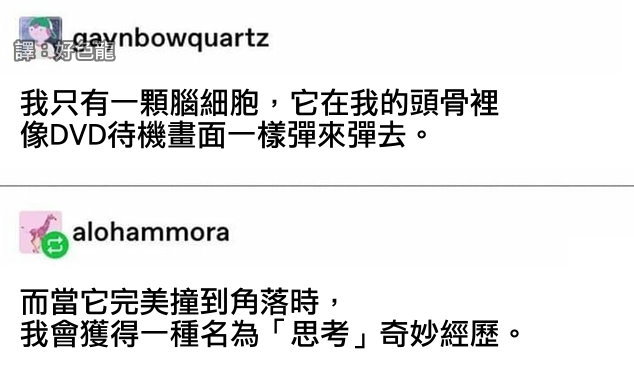 gaynbowquartz
譯：好色龍
我只有一顆腦細胞，它在我的頭骨裡
像DVD待機畫面一樣彈來彈去。
alohammora
而當它完美撞到角落時，
我會獲得一種名為「思考」奇妙經歷。